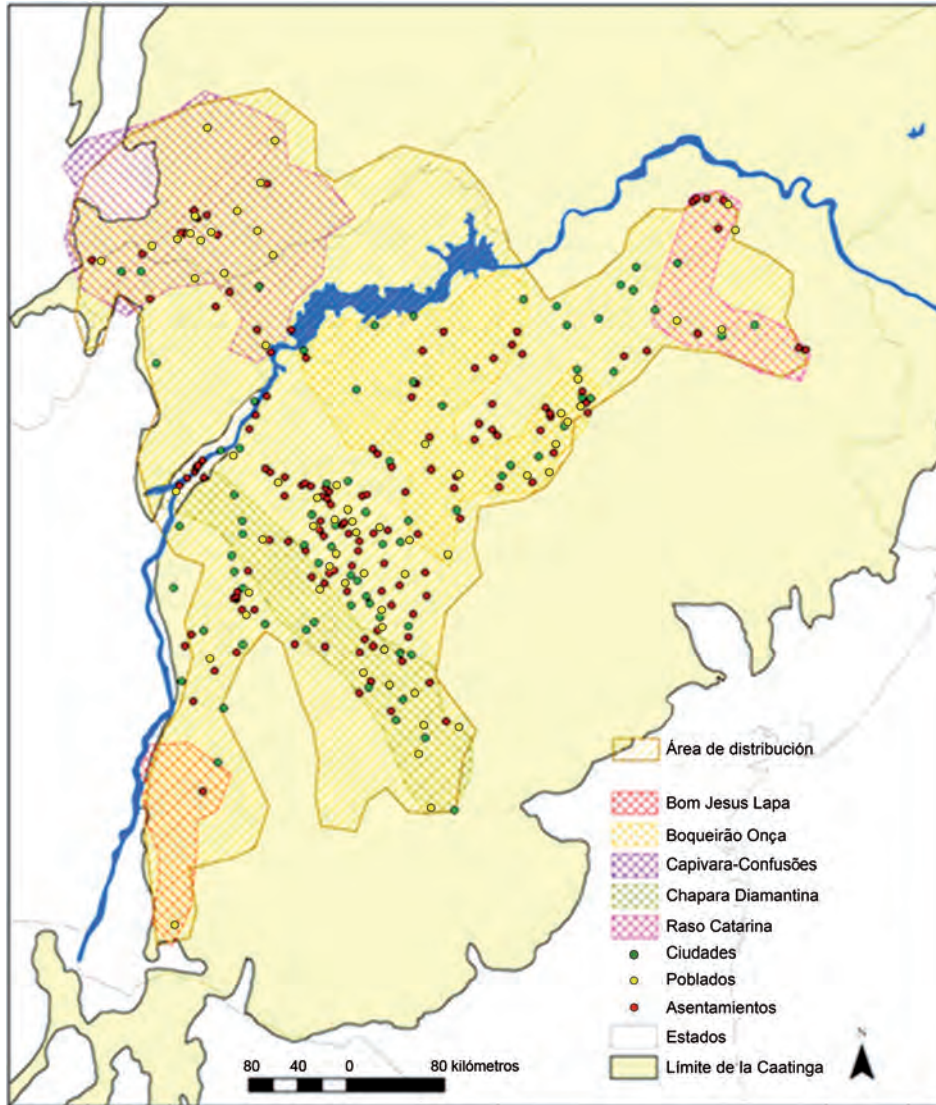 Área de distribución
Bom Jesus Lapa
Boqueirão Onça
Capivara-Confusões
Chapara Diamantina
Raso Catarina
Ciudades
Poblados
Asentamientos
Estados
Límite de la Caatinga
N
80 40 0 80 kilómetros